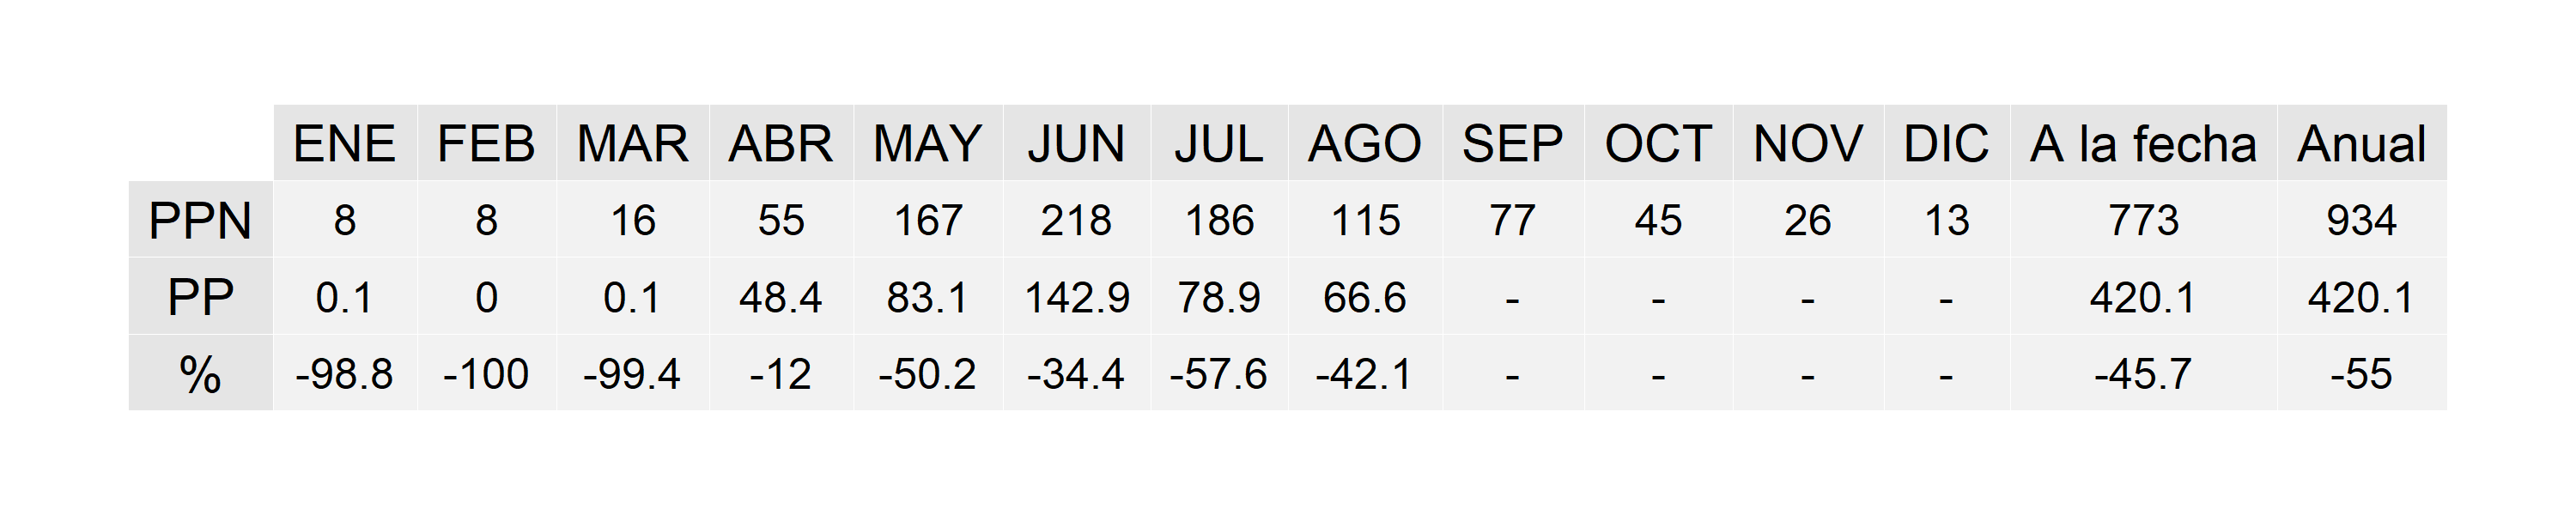 ENE FEB MAR ABR MAY JUN JUL AGO SEP OCT NOV DIC A la fecha Anual
PPN 8 8 16 55 167 218 186 115 77 45 26 13 773 934
PP 0.1 0 0.1 48.4 83.1 142.9 78.9 66.6 - - - - 420.1 420.1
% -98.8 -100 -99.4 -12 -50.2 -34.4 -57.6 -42.1 - - - - -45.7 -55